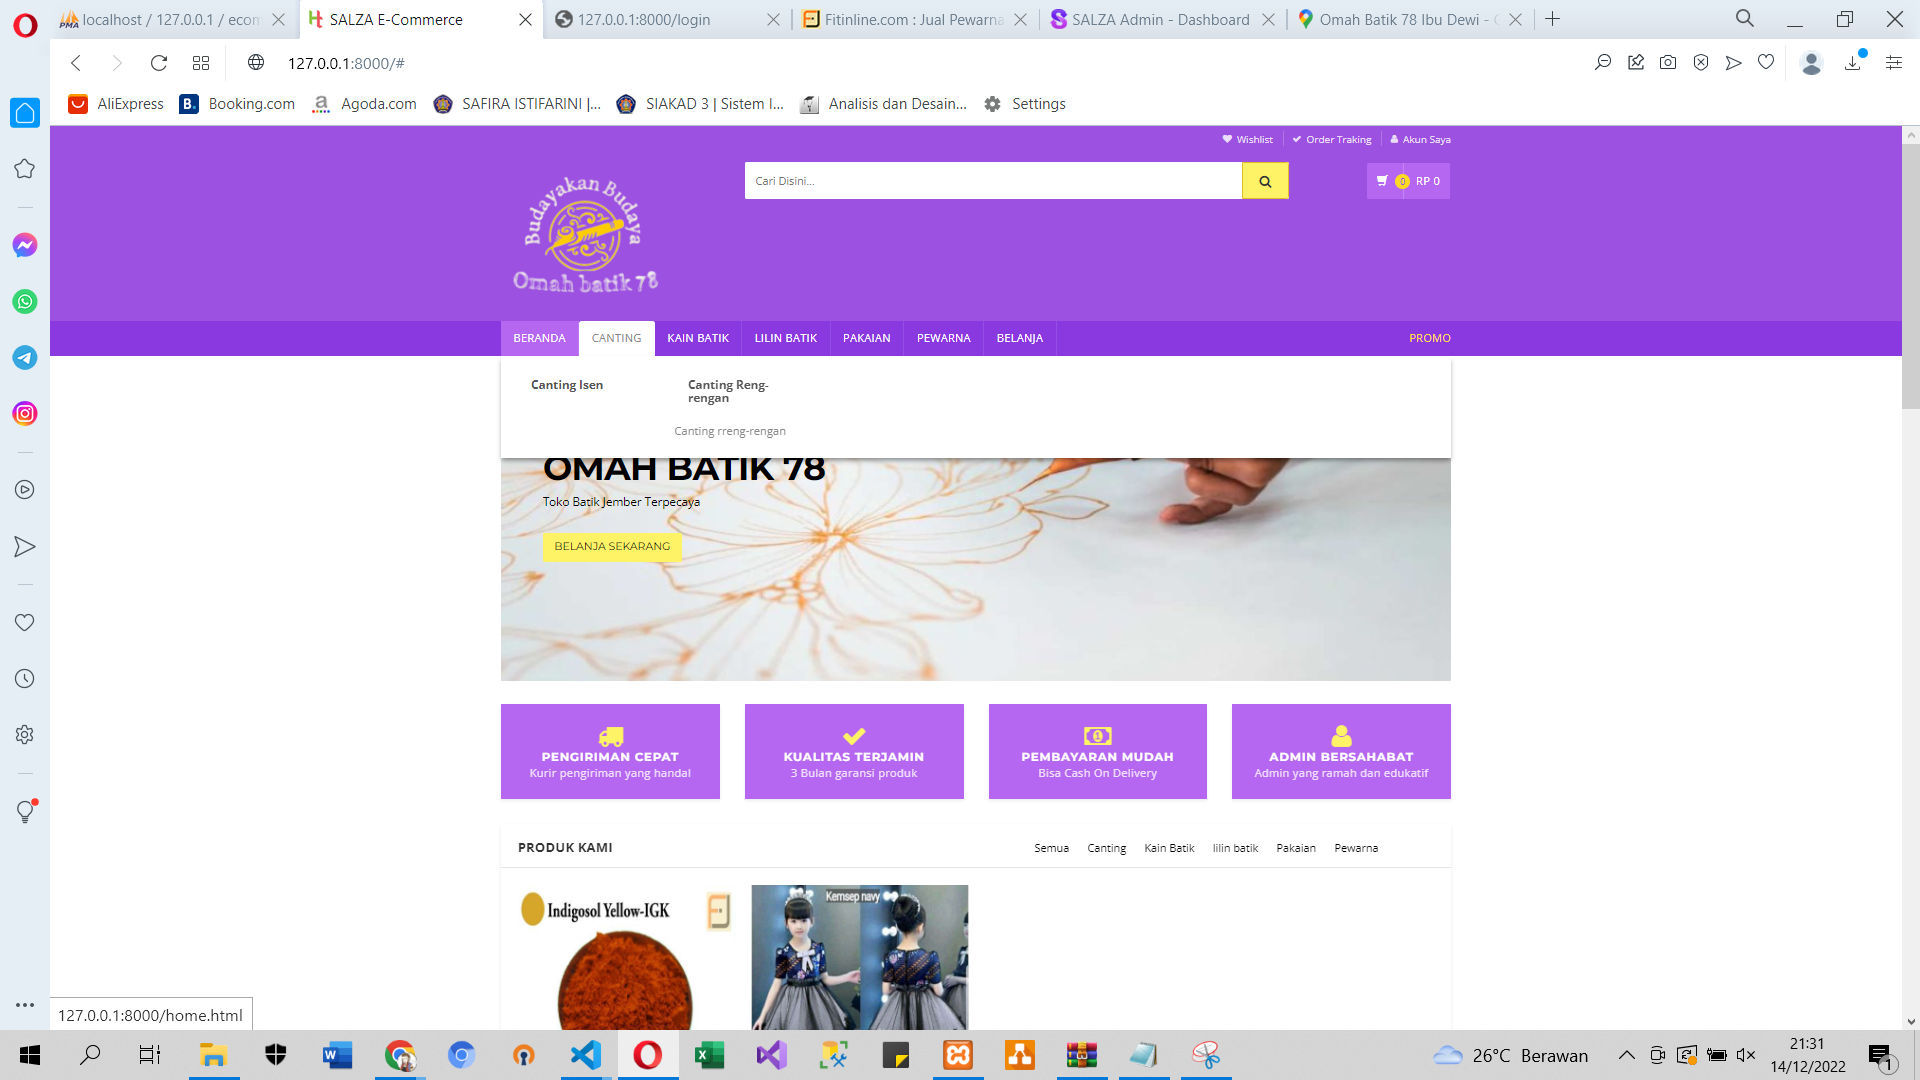 localhost / 127.0.0.1 / ecom
SALZA E-Commerce
127.0.0.1:8000/login
Fitinline.com : Jual Pewarna
SALZA Admin - Dashboard
Omah Batik 78 Ibu Dewi - G
127.0.0.1:8000/#
AliExpress
Booking.com
Agoda.com
SAFIRA ISTIFARINI |...
SIAKAD 3 | Sistem I...
Analisis dan Desain...
Settings
Wishlist
Order Traking
Akun Saya
Cari Disini...
0
RP 0
Budayakan Budaya
Omah batik 78
BERANDA
CANTING
KAIN BATIK
LILIN BATIK
PAKAIAN
PEWARNA
BELANJA
PROMO
Canting Isen
Canting Reng-
rengan
Canting rreng-rengan
OMAH BATIK 78
Toko Batik Jember Terpecaya
BELANJA SEKARANG
PENGIRIMAN CEPAT
Kurir pengiriman yang handal
KUALITAS TERJAMIN
3 Bulan garansi produk
PEMBAYARAN MUDAH
Bisa Cash On Delivery
ADMIN BERSAHABAT
Admin yang ramah dan edukatif
PRODUK KAMI
Semua
Canting
Kain Batik
lilin batik
Pakaian
Pewarna
Indigosol Yellow-IGK
Kemsep navy
127.0.0.1:8000/home.html
26°C Berawan
21:31
14/12/2022
1